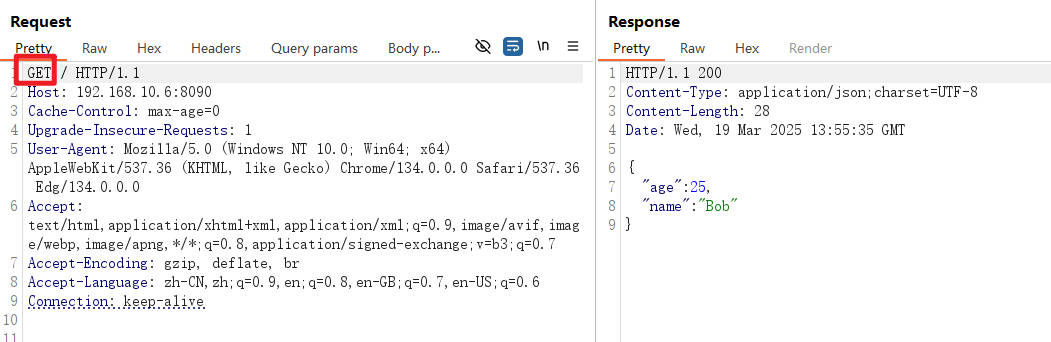 Request
Pretty Raw Hex Headers Query params Body p... \n
1 GET / HTTP/1.1
2 Host: 192.168.10.6:8090
3 Cache-Control: max-age=0
4 Upgrade-Insecure-Requests: 1
5 User-Agent: Mozilla/5.0 (Windows NT 10.0; Win64; x64)
AppleWebKit/537.36 (KHTML, like Gecko) Chrome/134.0.0.0 Safari/537.36
Edg/134.0.0.0
6 Accept:
text/html,application/xhtml+xml,application/xml;q=0.9,image/avif,imag
e/webp,image/apng,*/*;q=0.8,application/signed-exchange;v=b3;q=0.7
7 Accept-Encoding: gzip, deflate, br
8 Accept-Language: zh-CN,zh;q=0.9,en;q=0.8,en-GB;q=0.7,en-US;q=0.6
9 Connection: keep-alive
10
11
Response
Pretty Raw Hex Render
1 HTTP/1.1 200
2 Content-Type: application/json;charset=UTF-8
3 Content-Length: 28
4 Date: Wed, 19 Mar 2025 13:55:35 GMT
5
6 {
7 "age":25,
8 "name":"Bob"
9 }